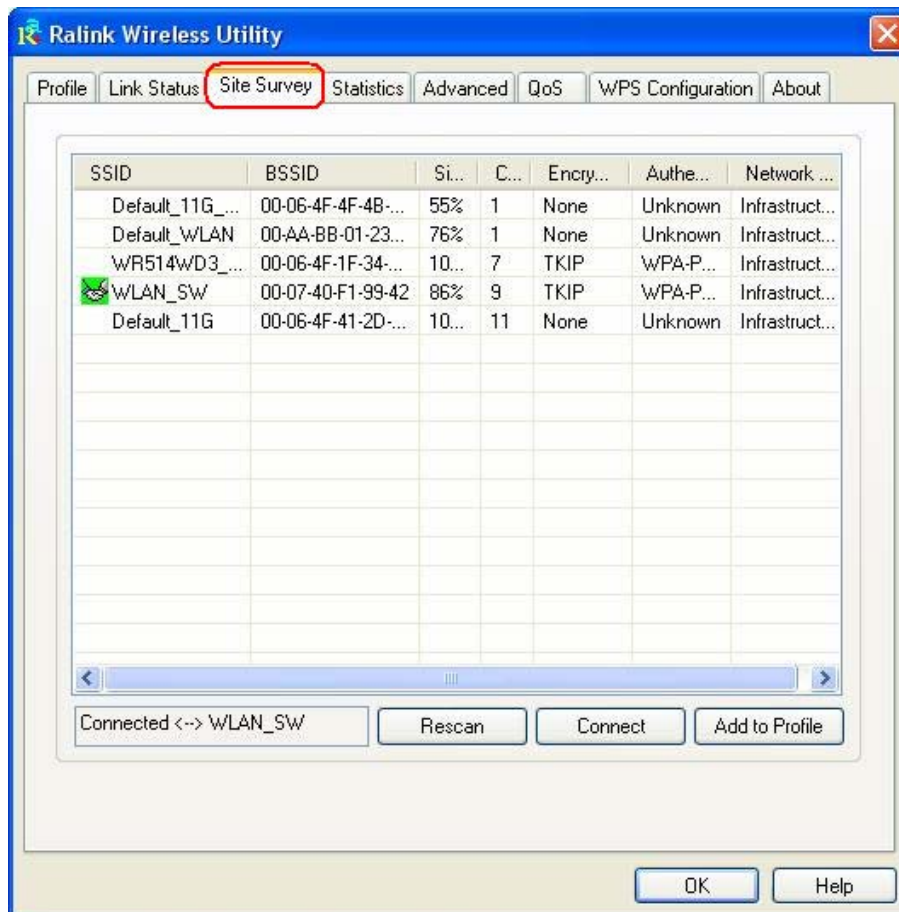 Ralink Wireless Utility
Profile Link Status Site Survey Statistics Advanced QoS WPS Configuration About
SSID BSSID Si... C... Encry... Authe... Network ...
Default_11G_... 00-06-4F-4F-4B-... 55% 1 None Unknown Infrastruct...
Default_WLAN 00-AA-BB-01-23... 76% 1 None Unknown Infrastruct...
WR514WD3_... 00-06-4F-1F-34-... 10... 7 TKIP WPA-P... Infrastruct...
WLAN_SW 00-07-40-F1-99-42 86% 9 TKIP WPA-P... Infrastruct...
Default_11G 00-06-4F-41-2D-... 10... 11 None Unknown Infrastruct...
Connected <--> WLAN_SW Rescan Connect Add to Profile
OK Help